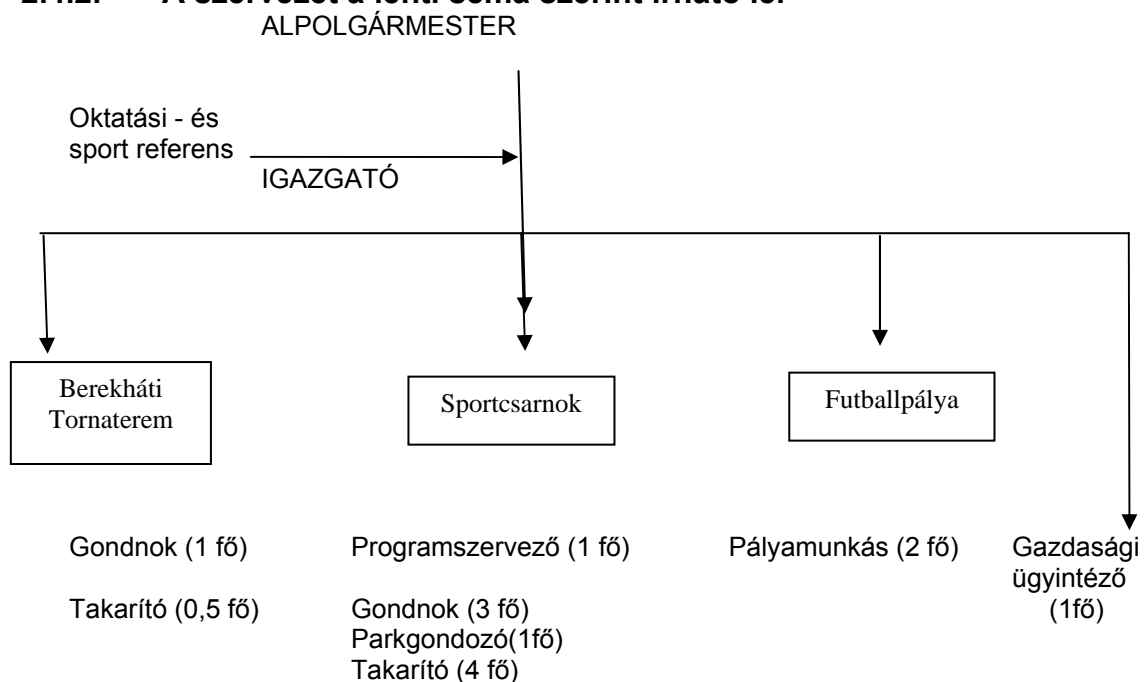 ALPOLGÁRMESTER
Oktatási - és
sport referens
IGAZGATÓ
Berekháti
Tornaterem
Sportcsarnok
Futballpálya
Gondnok (1 fő)
Programszervező (1 fő)
Pályamunkás (2 fő)
Gazdasági
ügyintéző
(1fő)
Takarító (0,5 fő)
Gondnok (3 fő)
Parkgondozó(1fő)
Takarító (4 fő)